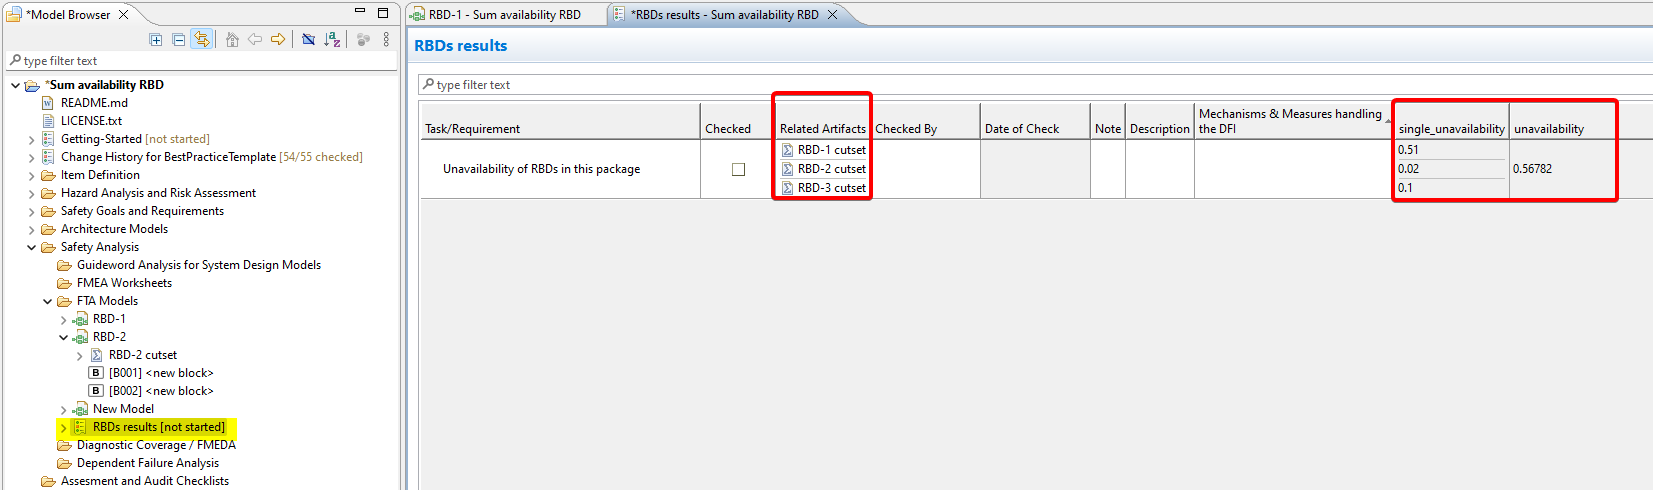 *Model Browser
type filter text
*Sum availability RBD
README.md
LICENSE.txt
Getting-Started [not started]
Change History for BestPracticeTemplate [54/55 checked]
Item Definition
Hazard Analysis and Risk Assessment
Safety Goals and Requirements
Architecture Models
Safety Analysis
Guideword Analysis for System Design Models
FMEA Worksheets
FTA Models
RBD-1
RBD-2
RBD-2 cutset
B [B001] <new block>
B [B002] <new block>
New Model
RBDs results [not started]
Diagnostic Coverage / FMEDA
Dependent Failure Analysis
Assesment and Audit Checklists
RBD-1 - Sum availability RBD
*RBDs results - Sum availability RBD
RBDs results
type filter text
Task/Requirement Checked Related Artifacts Checked By Date of Check Note Description Mechanisms & Measures handling
the DFI single_unavailability unavailability
Unavailability of RBDs in this package
RBD-1 cutset 0.51
RBD-2 cutset 0.02 0.56782
RBD-3 cutset 0.1